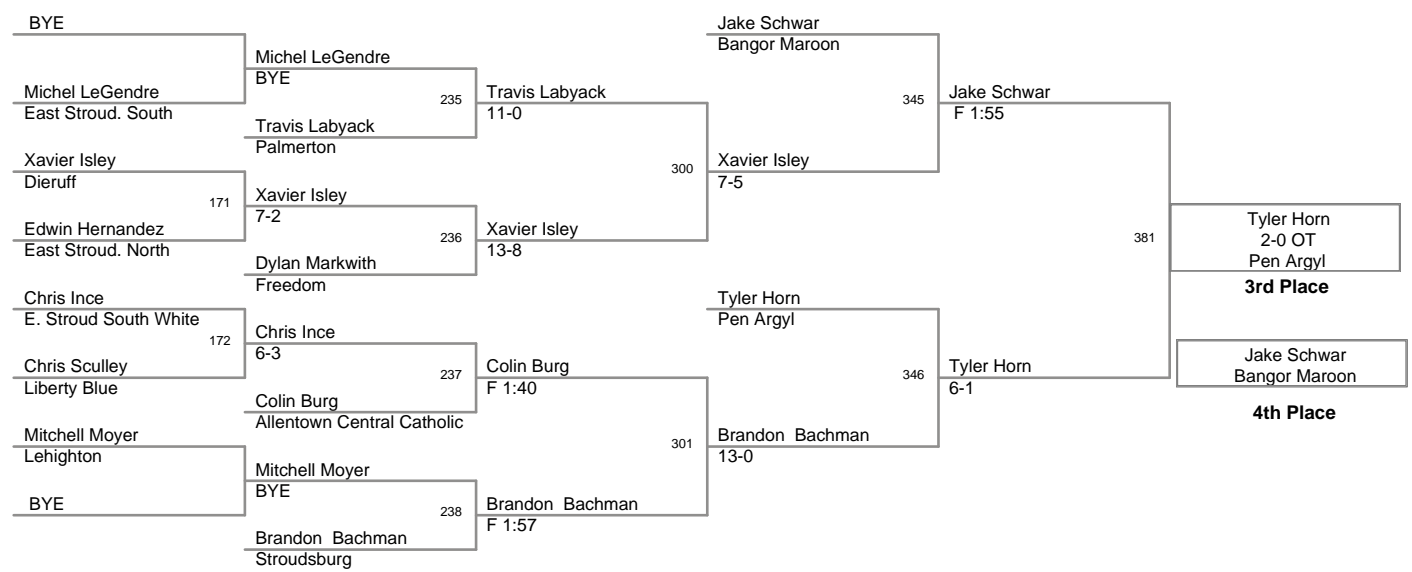 BYE
Michel LeGendre
East Stroud. South
Xavier Isley
Dieruff
171
Edwin Hernandez
East Stroud. North
Chris Ince
E. Stroud South White
172
Chris Sculley
Liberty Blue
Mitchell Moyer
Lehighton
BYE
Michel LeGendre
BYE
235
Travis Labyack
Palmerton
Xavier Isley
7-2
236
Dylan Markwith
Freedom
Chris Ince
6-3
237
Colin Burg
Allentown Central Catholic
Mitchell Moyer
BYE
238
Brandon Bachman
Stroudsburg
Travis Labyack
11-0
300
Xavier Isley
13-8
Colin Burg
F 1:40
301
Brandon Bachman
F 1:57
Jake Schwar
Bangor Maroon
345
Xavier Isley
7-5
Tyler Horn
Pen Argyl
346
Brandon Bachman
13-0
Jake Schwar
F 1:55
381
Tyler Horn
6-1
Tyler Horn
2-0 OT
Pen Argyl
3rd Place
Jake Schwar
Bangor Maroon
4th Place